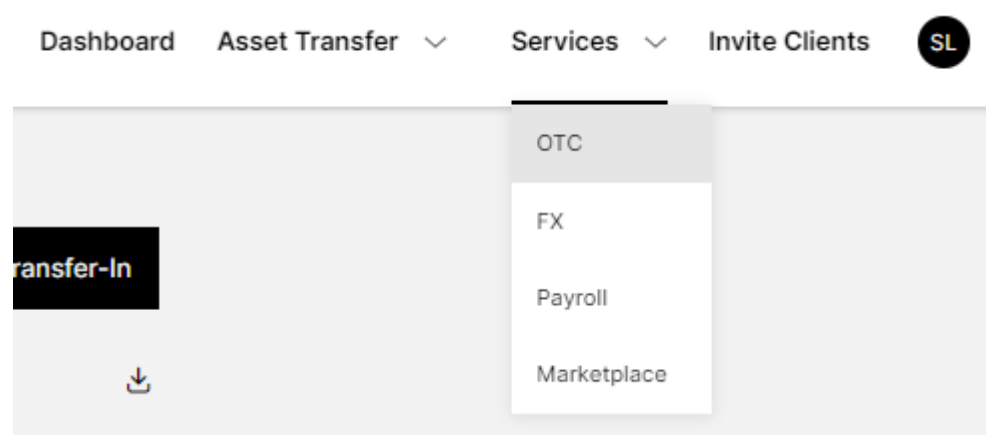 Dashboard Asset Transfer Services Invite Clients SL
OTC
FX
ransfer-In
Payroll
Marketplace